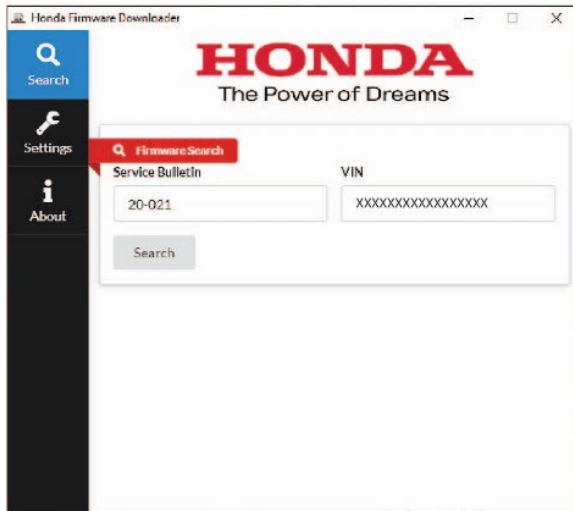 Honda Firmware Downloader
Search
Settings
About
HONDA
The Power of Dreams
Firmware Search
Service Bulletin
VIN
20-021
XXXXXXXXXXXXXXXXX
Search